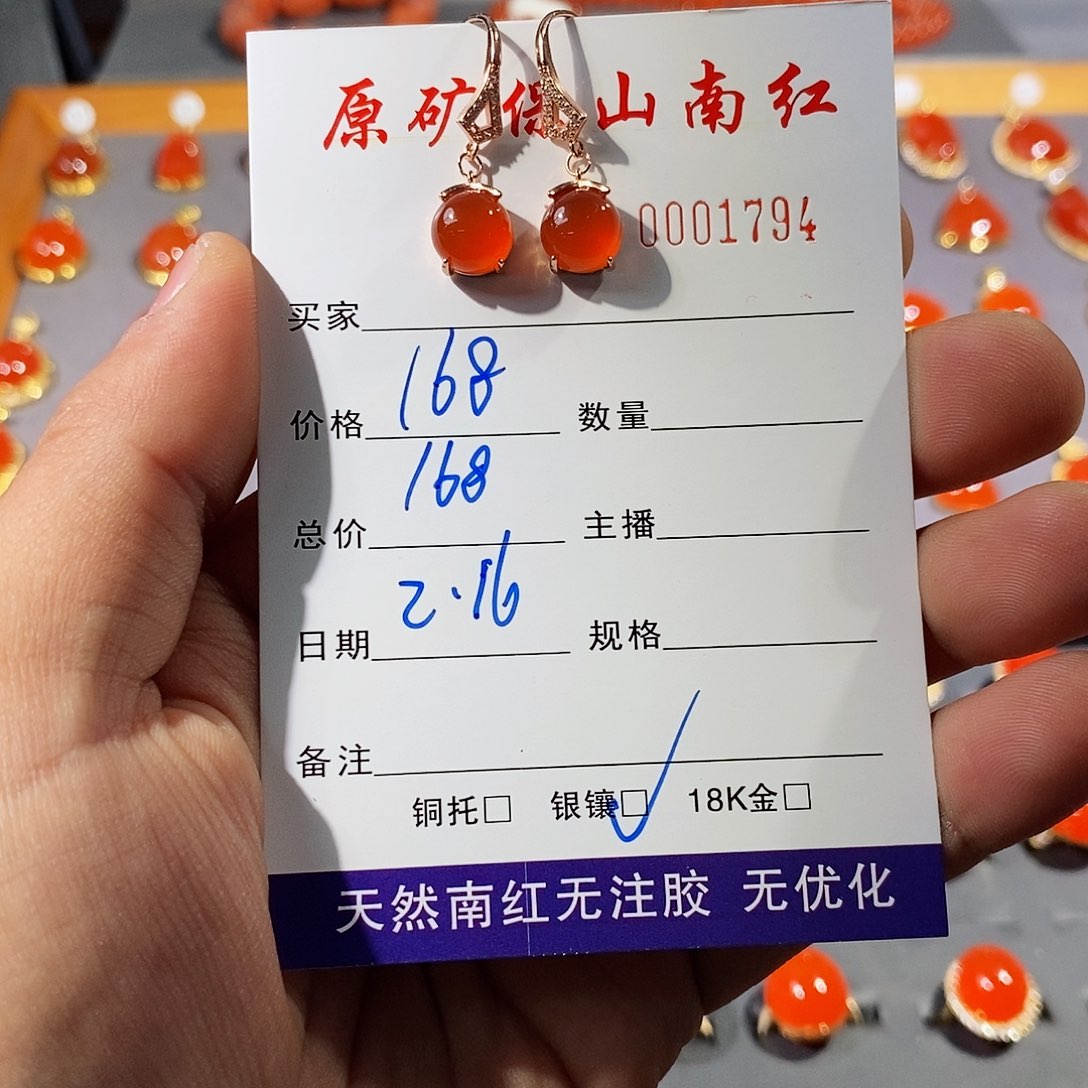 原矿保山南红
0001794
买家
价格 168 数量
总价 168 主播
日期 2.16 规格
备注
铜托□ 银镶□✓ 18K金□
天然南红无注胶 无优化